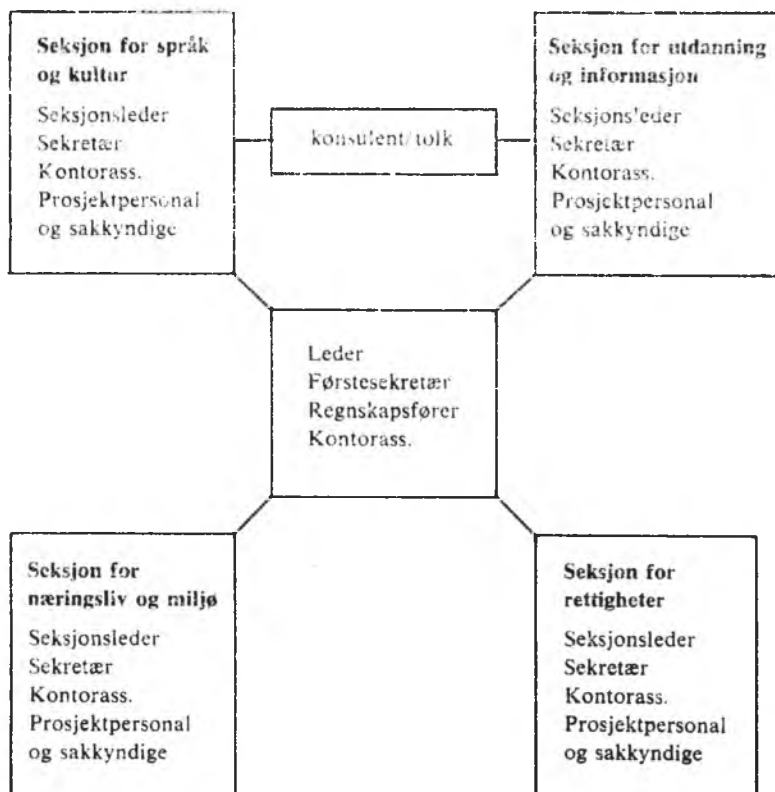 Seksjon for språk
og kultur
Seksjonsleder
Sekretær
Kontorass.
Prosjektpersonal
og sakkyndige
konsulent/tolk
Seksjon for utdanning
og informasjon
Seksjonsleder
Sekretær
Kontorass.
Prosjektpersonal
og sakkyndige
Leder
Førstesekretær
Regnskapsfører
Kontorass.
Seksjon for
næringsliv og miljø
Seksjonsleder
Sekretær
Kontorass.
Prosjektpersonal
og sakkyndige
Seksjon for
rettigheter
Seksjonsleder
Sekretær
Kontorass.
Prosjektpersonal
og sakkyndige